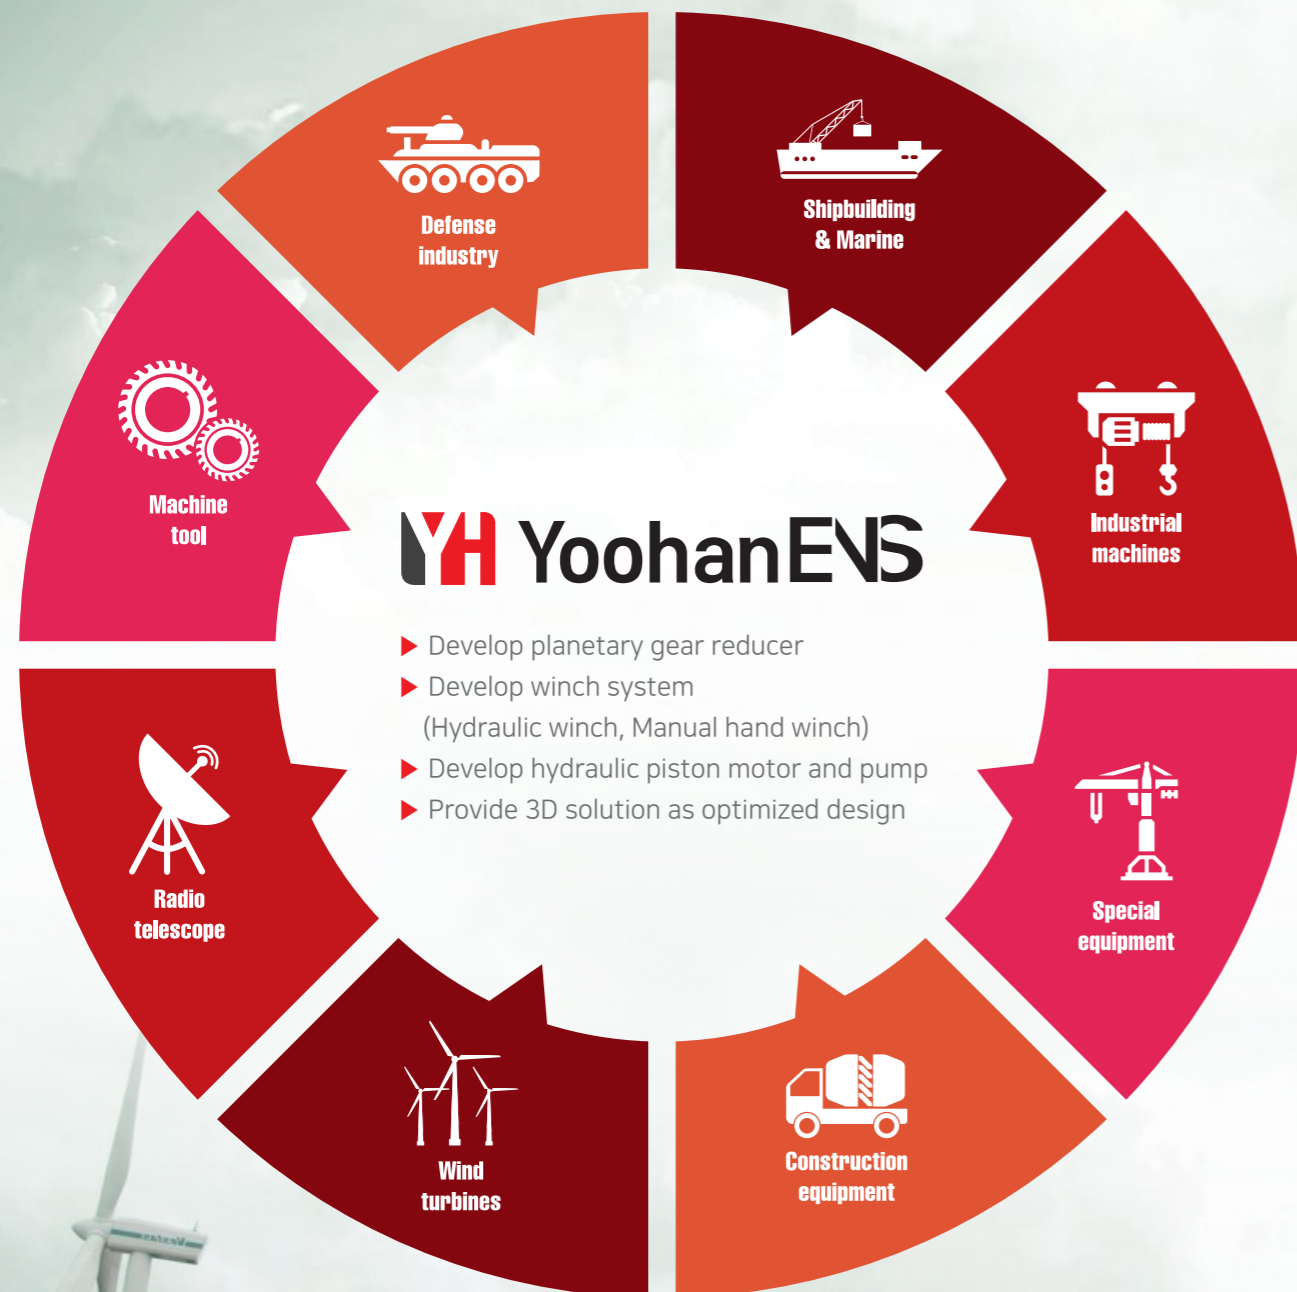 Defense
industry
Shipbuilding
& Marine
Machine
tool
Industrial
machines
YH YoohanENS
▶ Develop planetary gear reducer
▶ Develop winch system
(Hydraulic winch, Manual hand winch)
▶ Develop hydraulic piston motor and pump
▶ Provide 3D solution as optimized design
Radio
telescope
Special
equipment
Wind
turbines
Construction
equipment